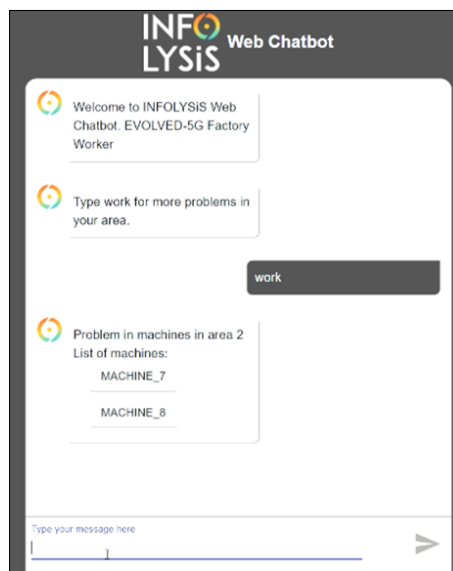 INFO
LYSiS
Web Chatbot
Welcome to INFOLYSiS Web
Chatbot. EVOLVED-5G Factory
Worker
Type work for more problems in
your area.
work
Problem in machines in area 2
List of machines:
MACHINE_7
MACHINE_8
Type your message here